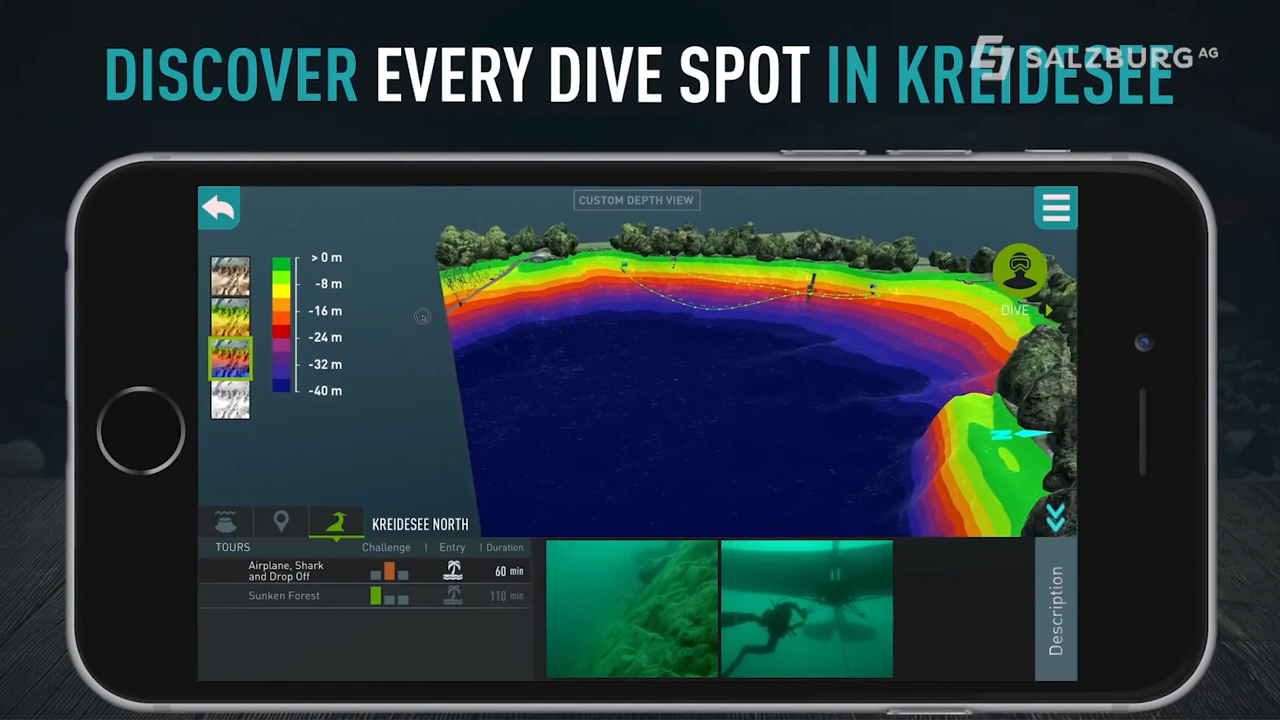 DISCOVER EVERY DIVE SPOT IN KREIDESEE
SALZBURG AG
CUSTOM DEPTH VIEW
> 0 m
-8 m
-16 m
-24 m
-32 m
-40 m
DIVE
N
KREIDESEE NORTH
TOURS Challenge | Entry | Duration
Airplane, Shark
and Drop Off
60 min
Sunken Forest 110 min
Description